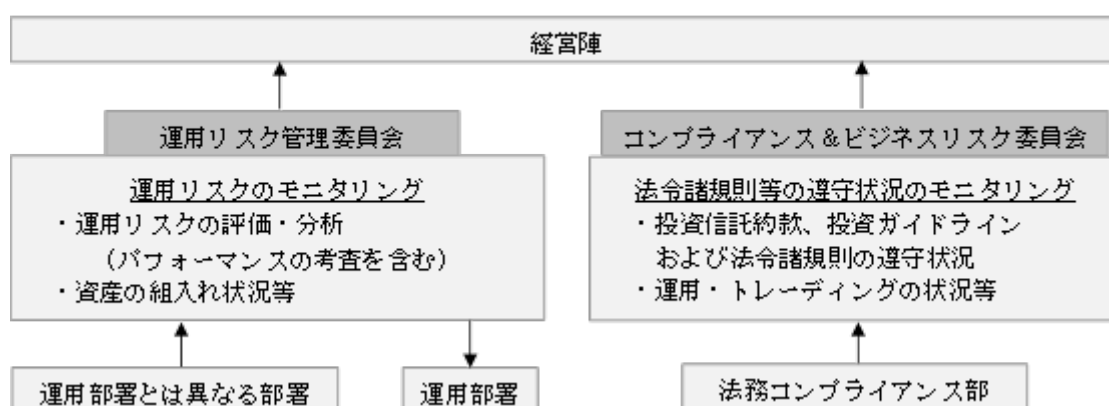 経営陣
運用リスク管理委員会
運用リスクのモニタリング
・運用リスクの評価・分析
(パフォーマンスの考査を含む)
・資産の組入れ状況等
運用部署とは異なる部署
運用部署
コンプライアンス&ビジネスリスク委員会
法令諸規則等の遵守状況のモニタリング
・投資信託約款、投資ガイドライン
および法令諸規則の遵守状況
・運用・トレーディングの状況等
法務コンプライアンス部